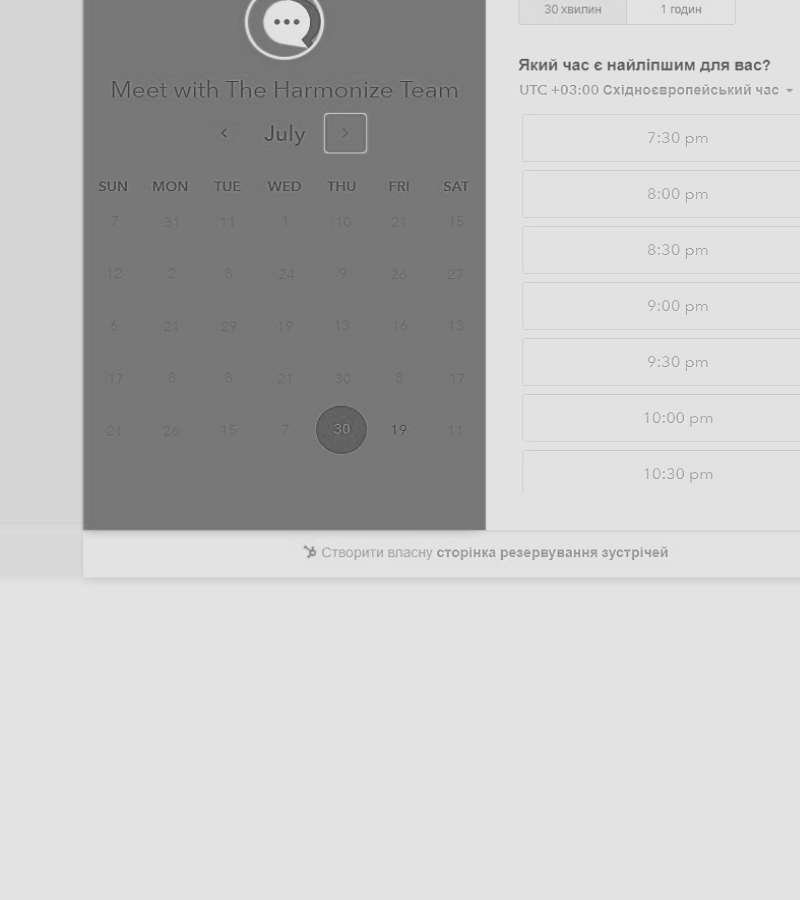 30 хвилин 1 годин
Який час є найліпшим для вас?
UTC +03:00 Східноєвропейський час
Meet with The Harmonize Team
July
SUN MON TUE WED THU FRI SAT
7 31 11 1 10 21 15
12 2 8 24 9 26 27
6 21 29 19 13 16 13
17 8 8 21 30 8 17
21 26 15 7 30 19 11
7:30 pm
8:00 pm
8:30 pm
9:00 pm
9:30 pm
10:00 pm
10:30 pm
Створити власну сторінка резервування зустрічей